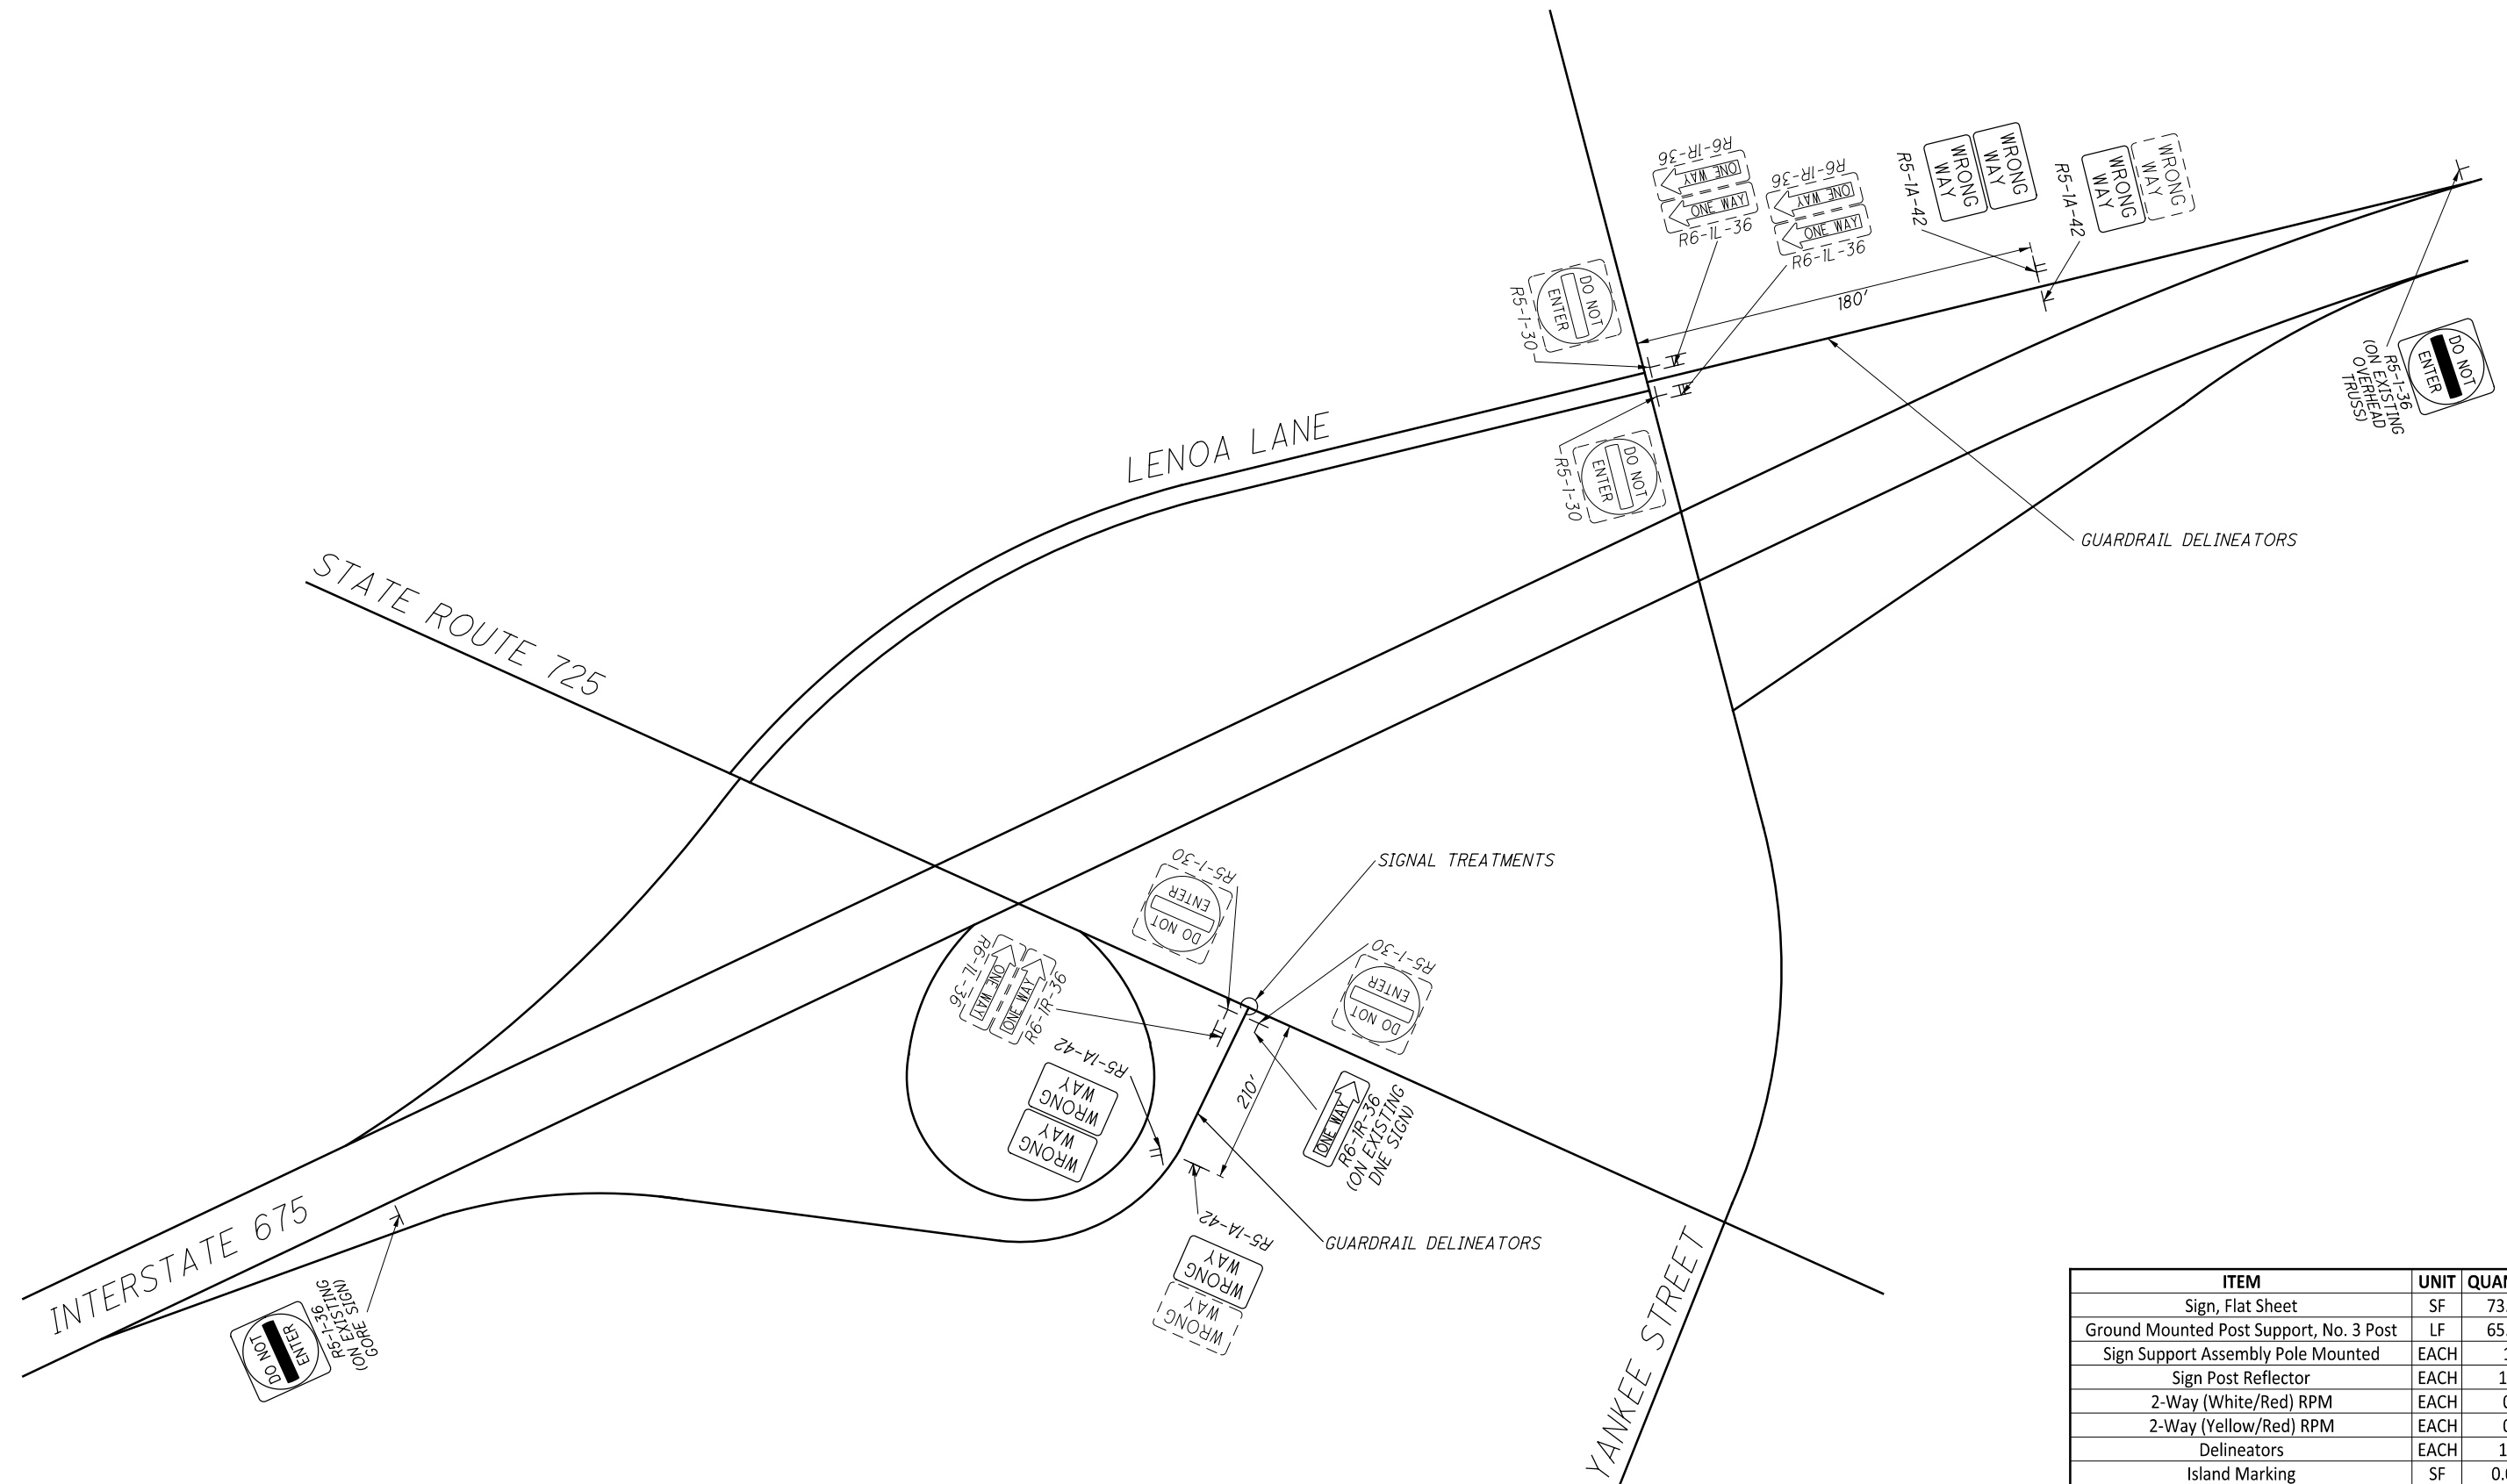 R6-1R-36
ONE WAY
ONE WAY
R6-1L-36
R6-1R-36
ONE WAY
ONE WAY
R6-1L-36
R5-1A-42
WRONG
WAY
WRONG
WAY
R5-1A-42
WRONG
WAY
WRONG
WAY
DO NOT
ENTER
R5-1-30
180'
DO NOT
ENTER
R5-1-36
(ON EXISTING
OVERHEAD
TRUSS)
LENOA LANE
DO NOT
ENTER
R5-1-30
GUARDRAIL DELINEATORS
STATE ROUTE 725
SIGNAL TREATMENTS
R5-1-30
DO NOT
ENTER
R5-1-30
DO NOT
ENTER
R6-1L-36
ONE WAY
ONE WAY
R6-1R-36
R5-1A-42
WRONG
WAY
WRONG
WAY
210'
ONE WAY
R6-1R-36
(ON EXISTING
DNE SIGN)
GUARDRAIL DELINEATORS
R5-1A-42
WRONG
WAY
WRONG
WAY
INTERSTATE 675
DO NOT
ENTER
R5-1-36
(ON EXISTING
GORE SIGN)
YANKEE STREET
ITEM UNIT
Sign, Flat Sheet SF
Ground Mounted Post Support, No. 3 Post LF
Sign Support Assembly Pole Mounted EACH
Sign Post Reflector EACH
2-Way (White/Red) RPM EACH
2-Way (Yellow/Red) RPM EACH
Delineators EACH
Island Marking SF